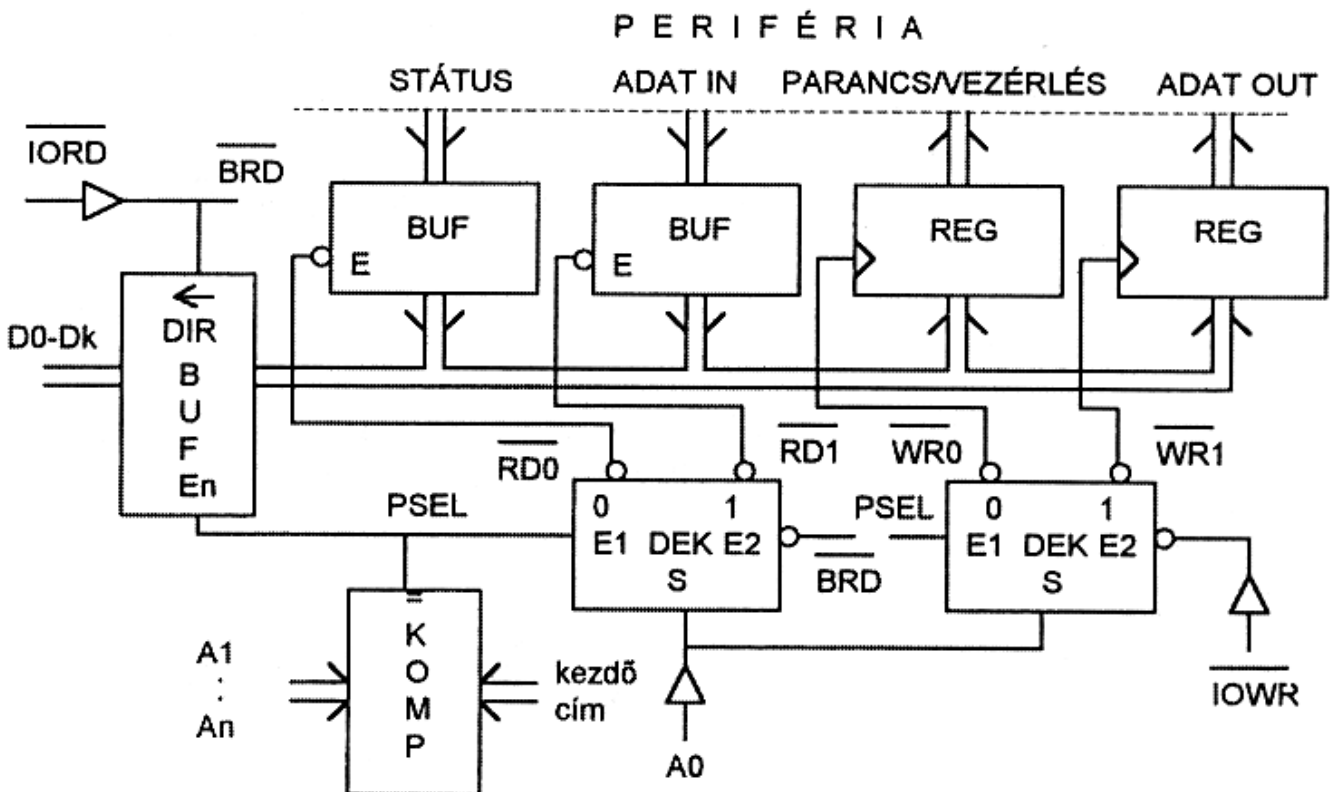 P E R I F É R I A
STÁTUS
ADAT IN
PARANCS/VEZÉRLÉS
ADAT OUT
IORD
BRD
BUF
E
BUF
E
REG
REG
DIR
D0-Dk
B
U
F
En
RD0
RD1
WR0
WR1
PSEL
0 1
E1 DEK E2
S
BRD
PSEL
0 1
E1 DEK E2
S
=
K
O
M
P
A1
.
.
An
kezdő
cím
A0
IOWR